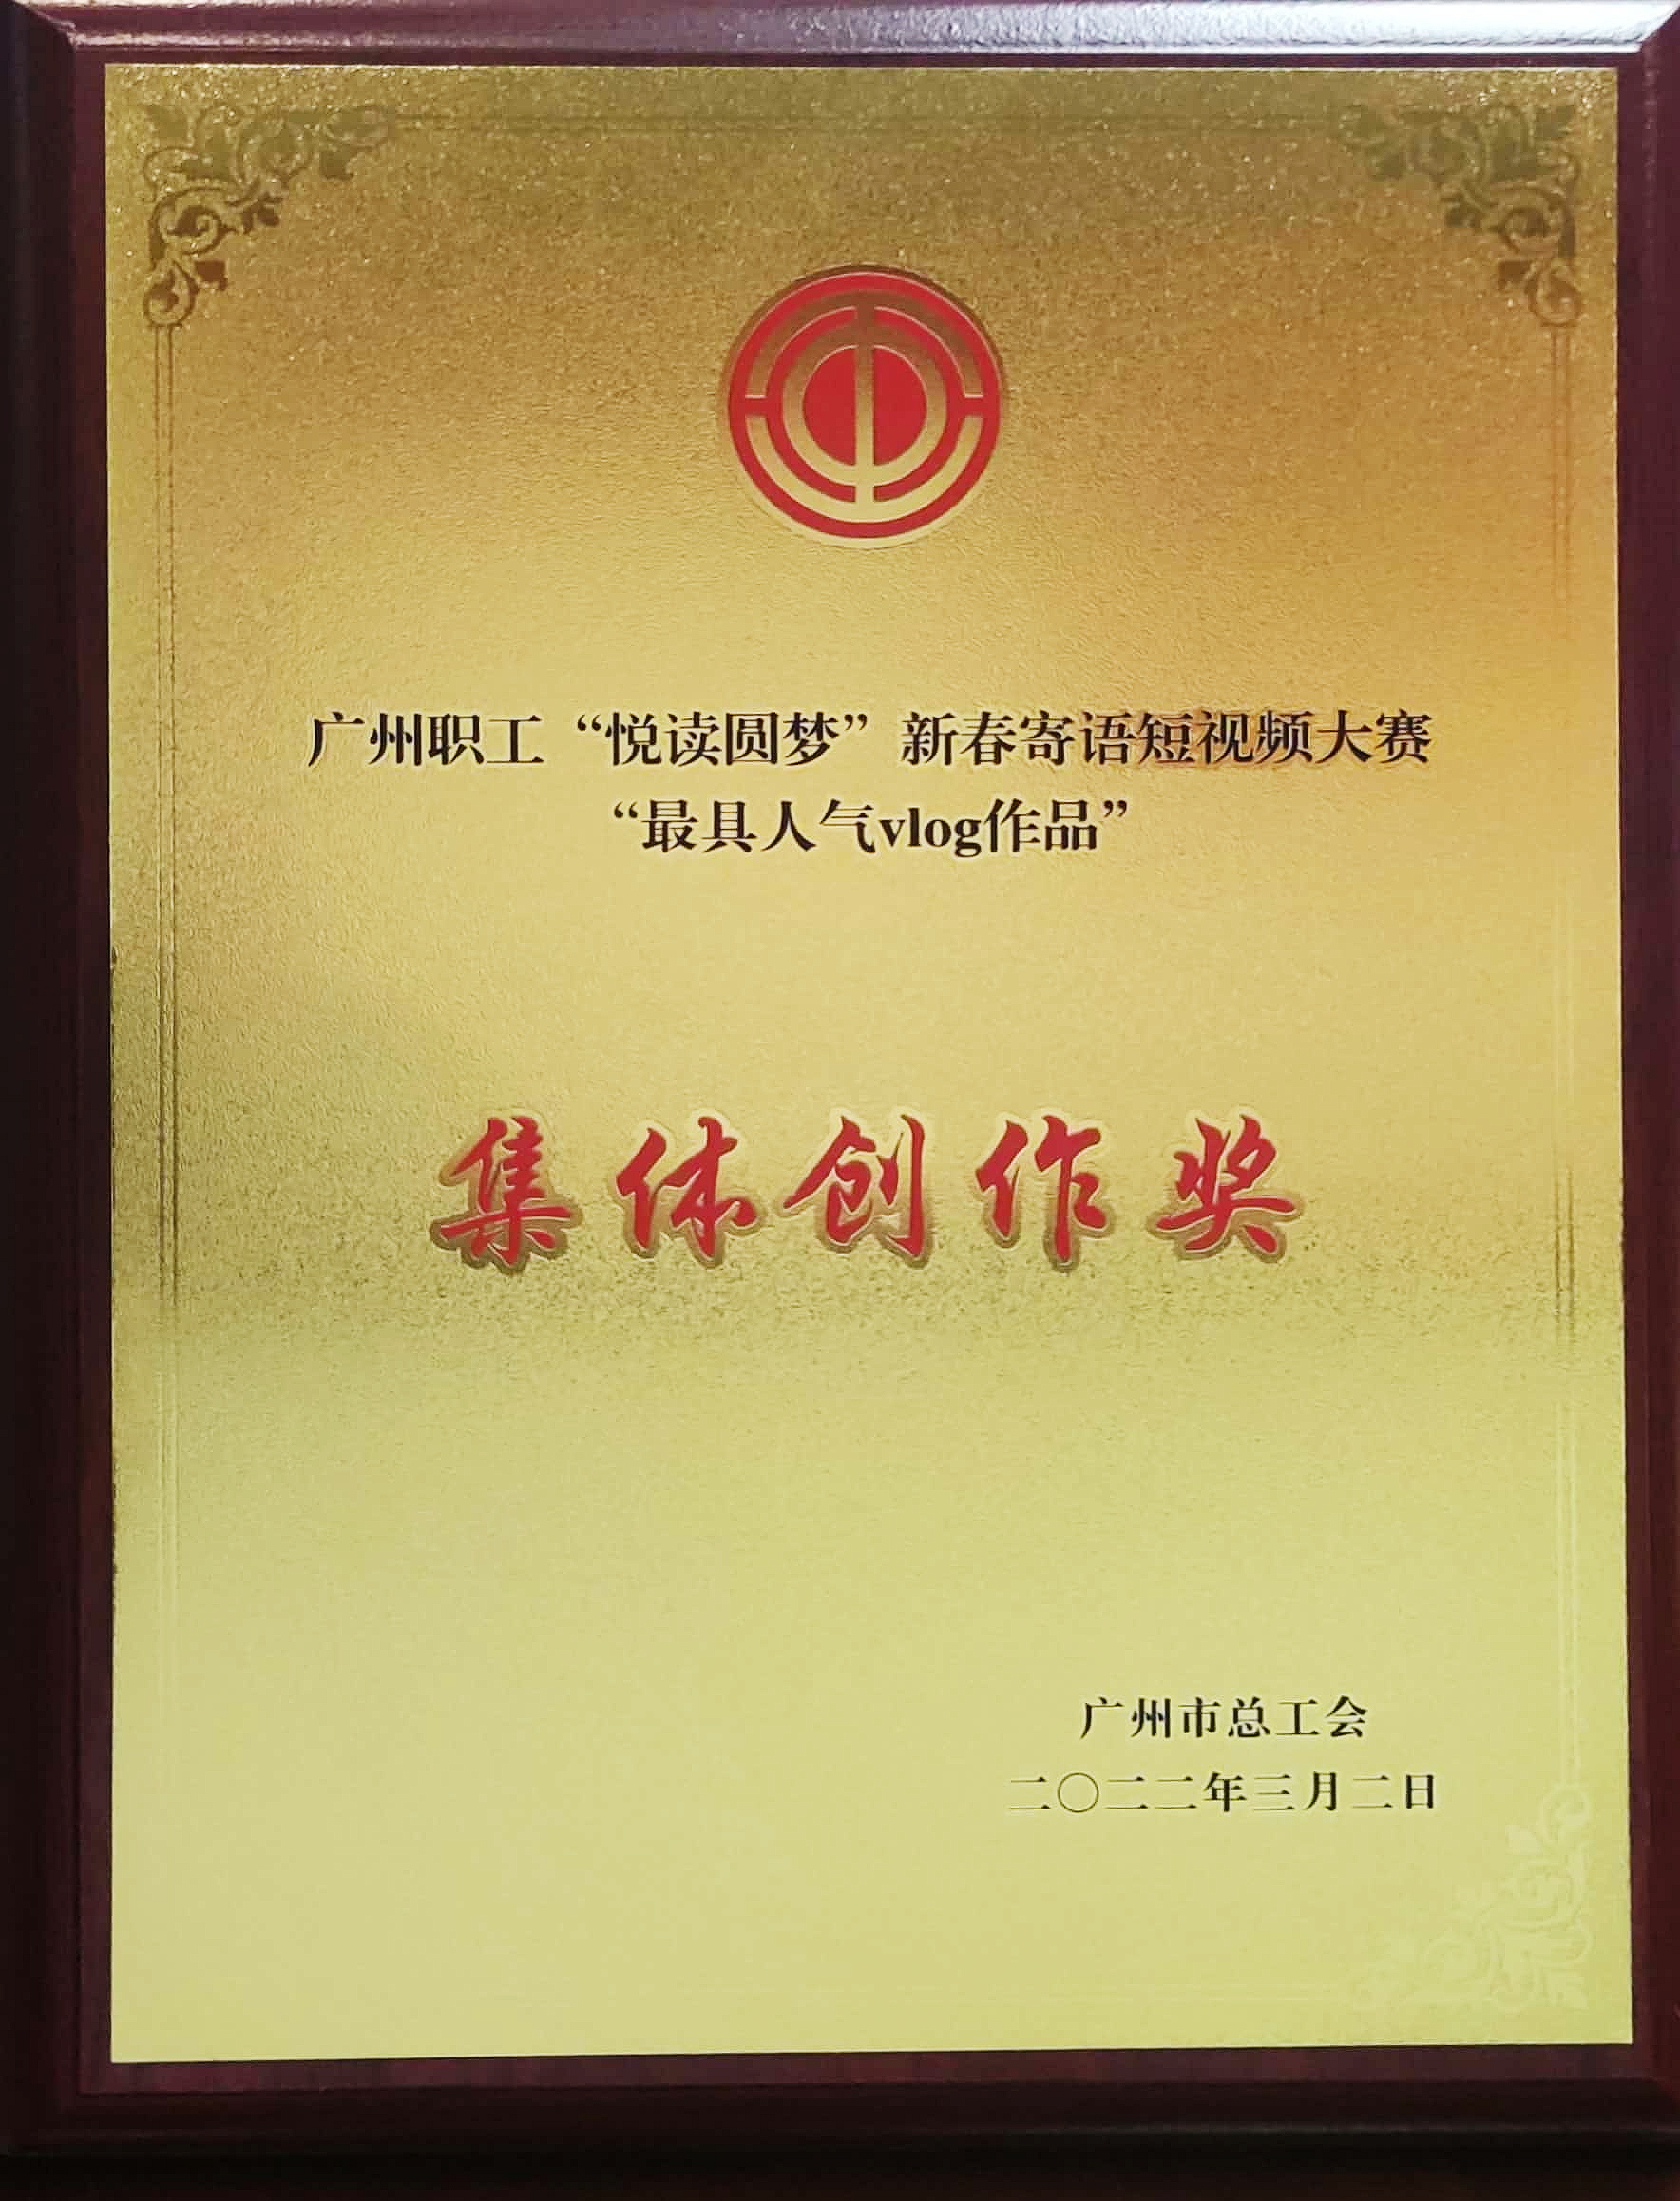 广州职工“悦读圆梦”新春寄语短视频大赛
“最具人气vlog作品”
集体创作奖
广州市总工会
二〇二二年三月二日